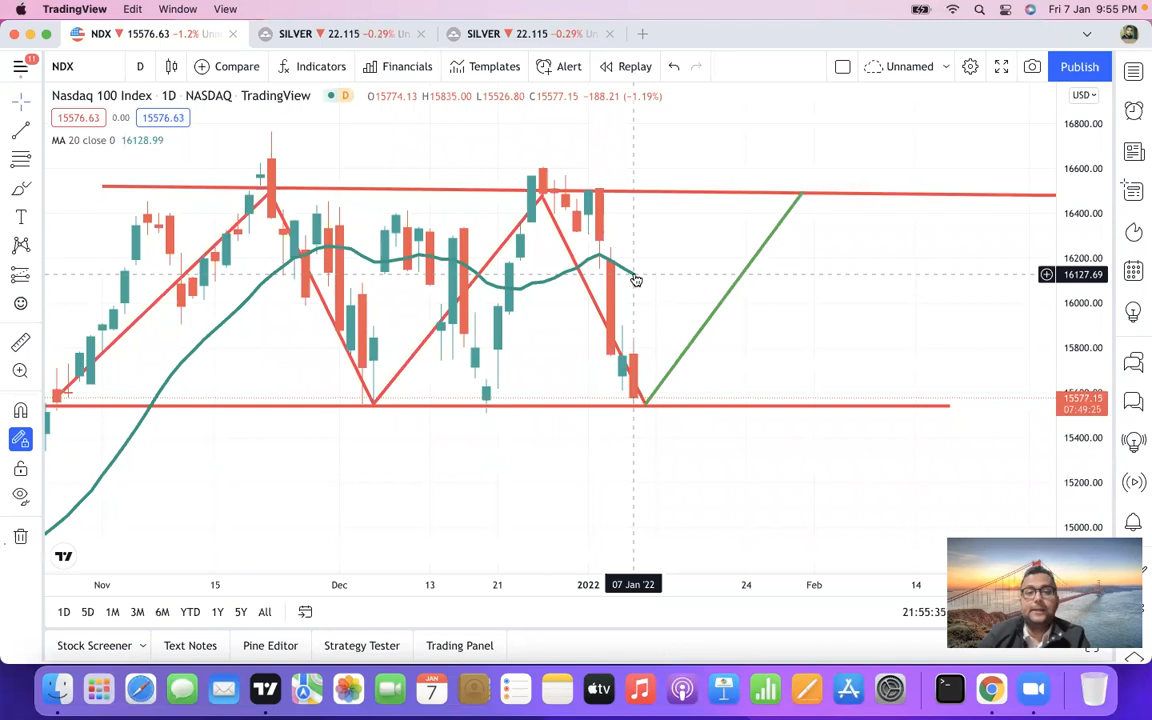 TradingView Edit Window View Fri 7 Jan 9:55 PM
NDX 15576.63 −1.2% SILVER 22.115 −0.29% SILVER 22.115 −0.29%
11
NDX D Compare Indicators Financials Templates Alert Replay Unnamed Publish
Nasdaq 100 Index · 1D · NASDAQ · TradingView D O15774.13 H15835.00 L15526.80 C15577.15 −188.21 (−1.19%) USD
15576.63 0.00 15576.63
MA 20 close 0 16128.99
16800.00
16600.00
16400.00
16200.00
16127.69
16000.00
15800.00
15577.15
07:49:25
15400.00
15200.00
15000.00
Nov 15 Dec 13 21 2022 07 Jan '22 24 Feb 14
1D 5D 1M 3M 6M YTD 1Y 5Y All 21:55:35
Stock Screener Text Notes Pine Editor Strategy Tester Trading Panel
JAN
7
tv